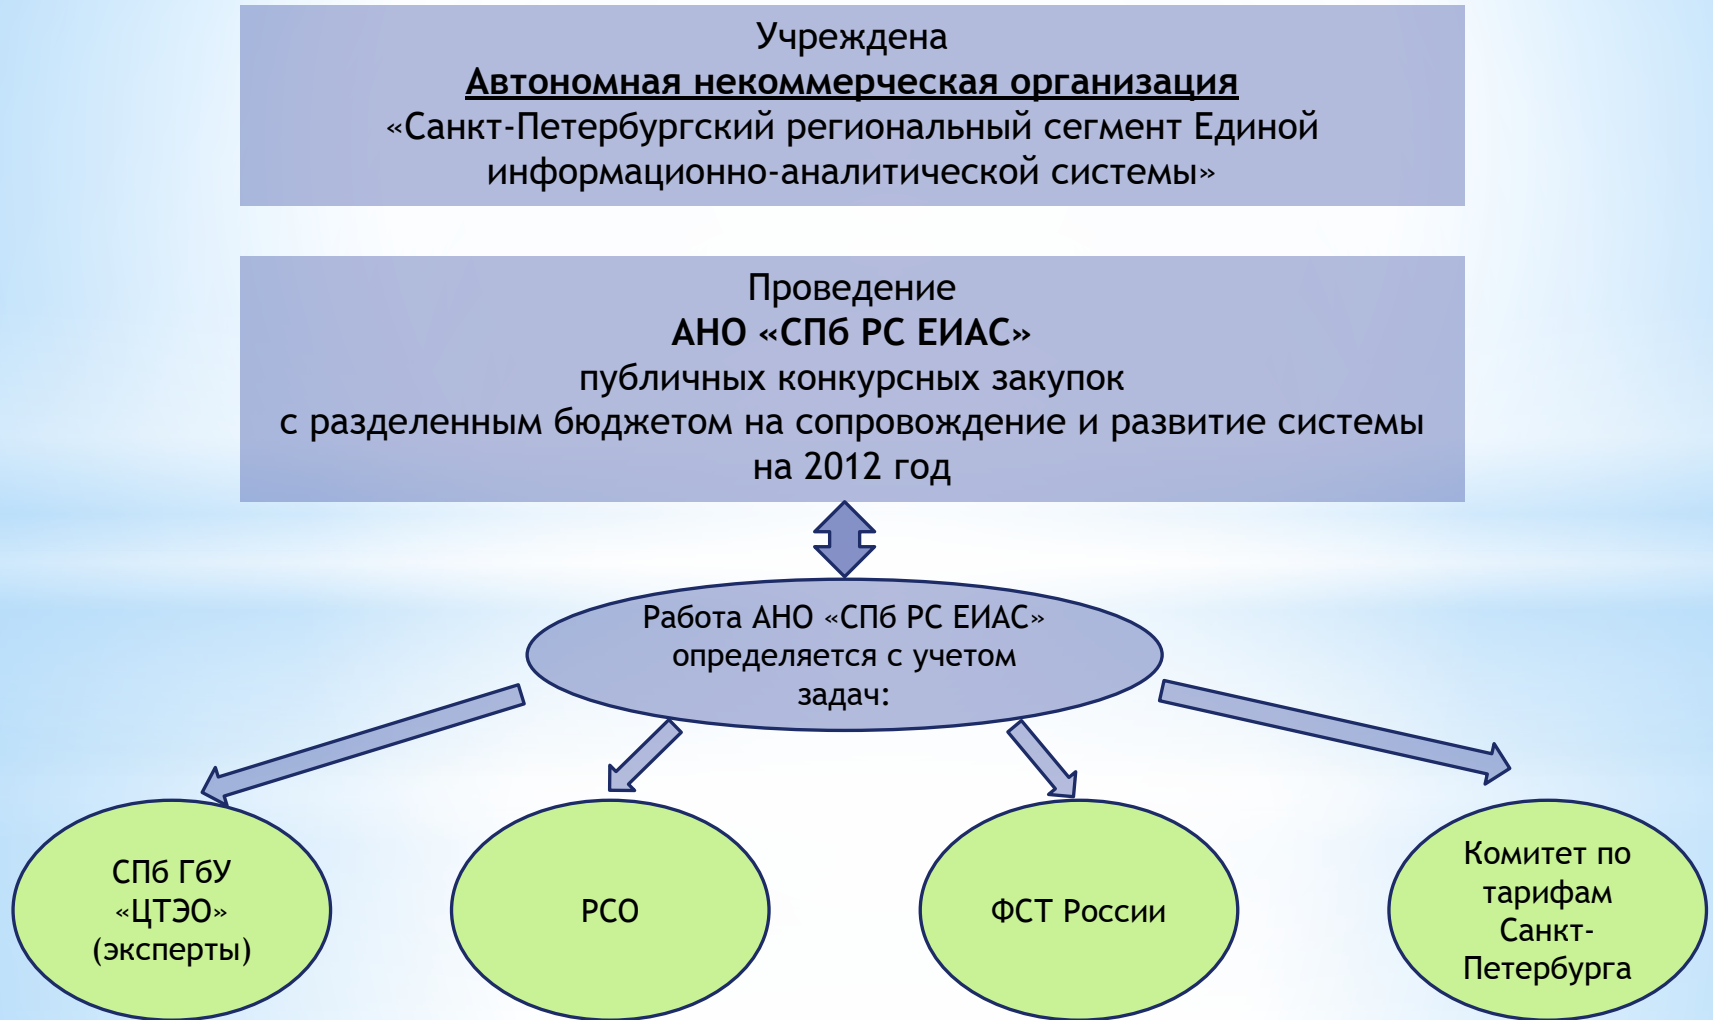 Учреждена
Автономная некоммерческая организация
«Санкт-Петербургский региональный сегмент Единой
информационно-аналитической системы»
Проведение
АНО «СПб РС ЕИАС»
публичных конкурсных закупок
с разделенным бюджетом на сопровождение и развитие системы
на 2012 год
Работа АНО «СПб РС ЕИАС»
определяется с учетом
задач:
СПб ГбУ
«ЦТЭО»
(эксперты)
РСО
ФСТ России
Комитет по
тарифам
Санкт-
Петербурга